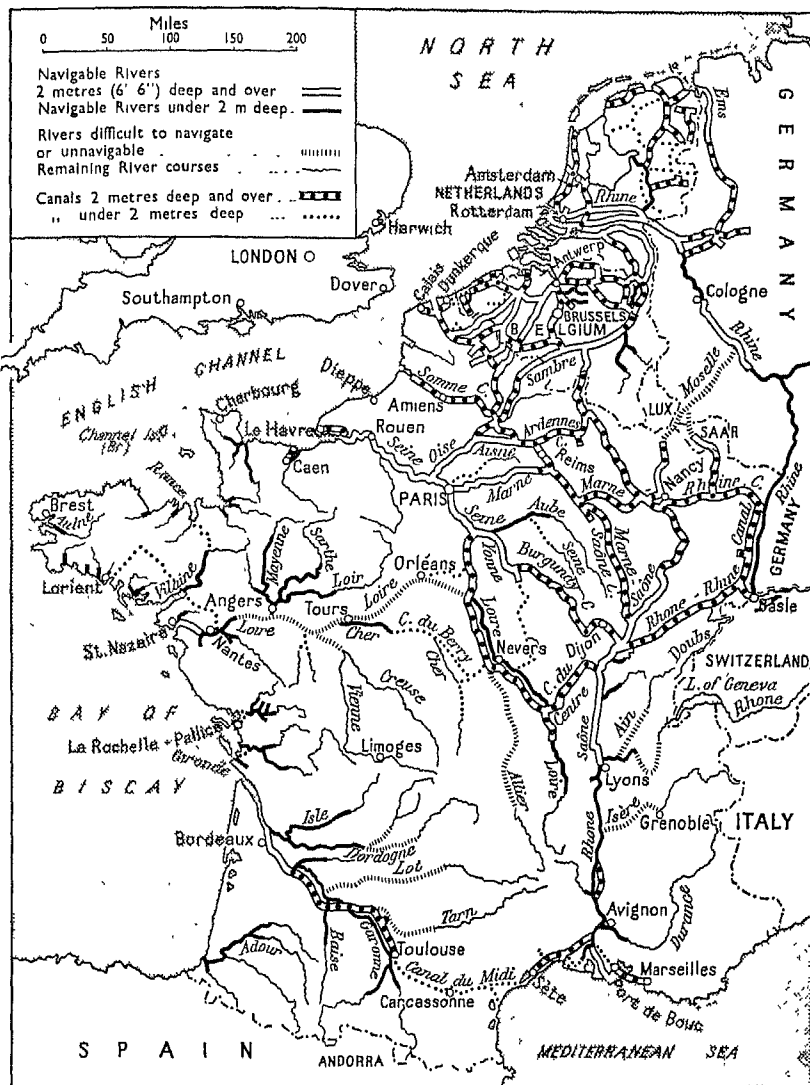 Miles
0 50 100 150 200
Navigable Rivers
2 metres (6' 6") deep and over
Navigable Rivers under 2 m deep.
Rivers difficult to navigate
or unnavigable . . . .
Remaining River courses - . ...
Canals 2 metres deep and over...
" under 2 metres deep ...
NORTH
SEA
GERMANY
Ems
Amsterdam
NETHERLANDS
Rhine
Rotterdam
Harwich
LONDON
Dover
Southampton
Calais
Dunkerque
Antwerp
BRUSSELS
BELGIUM
Cologne
Rhine
ENGLISH CHANNEL
Dieppe
Somme C.
Sambre
Moselle
Cherbourg
Channel Is.
(Br)
Amiens
LUX
SAAR
Le Havre
Rouen
Ardennes
Caen
Seine
Oise
Aisne
Reims
Nancy
Rhine C.
Rance
PARIS
Marne
Marne
Rhine
Brest
Aulne
Seine
Aube
GERMANY
Canal
Mayenne
Sarthe
Yonne
Seine
Marne-
Saône L.
Lorient
Vilaine
Loir
Orléans
Burgundy C.
Saône
Rhone - Rhine
Basle
Angers
Tours
Loire
Loire
St. Nazaire
Loire
Cher
C. du Berry
Nevers
Dijon
Doubs
Nantes
Cher
C. du
Centre
SWITZERLAND
L. of Geneva
Rhone
BAY OF
BISCAY
Vienne
Creuse
Saône
Ain
La Rochelle - Pallice
Gironde
Limoges
Allier
Loire
Lyons
Isle
Isère
Grenoble
ITALY
Bordeaux
Dordogne
Rhone
Lot
Tarn
Avignon
Durance
Adour
Baise
Garonne
Toulouse
Canal du Midi
Marseilles
Carcassonne
Sète
Port de Bouc
SPAIN
ANDORRA
MEDITERRANEAN SEA